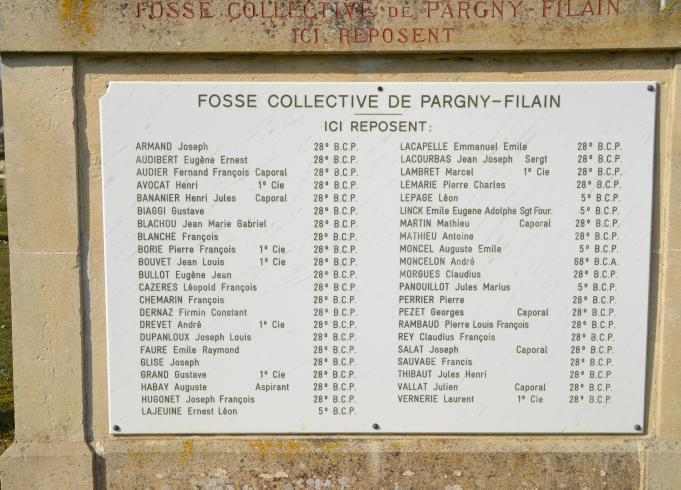 FOSSE COLLECTIVE DE PARGNY-FILAIN
ICI REPOSENT
FOSSE COLLECTIVE DE PARGNY-FILAIN
ICI REPOSENT:
ARMAND Joseph 28e B.C.P.
AUDIBERT Eugène Ernest 28e B.C.P.
AUDIER Fernand François Caporal 28e B.C.P.
AVOCAT Henri 1e Cie 28e B.C.P.
BANANIER Henri Jules Caporal 28e B.C.P.
BIAGGI Gustave 28e B.C.P.
BLACHOU Jean Marie Gabriel 28e B.C.P.
BLANCHE François 28e B.C.P.
BORIE Pierre François 1e Cie 28e B.C.P.
BOUVET Jean Louis 1e Cie 28e B.C.P.
BULLOT Eugène Jean 28e B.C.P.
CAZERES Léopold François 28e B.C.P.
CHEMARIN François 28e B.C.P.
DERNAZ Firmin Constant 28e B.C.P.
DREVET André 1e Cie 28e B.C.P.
DUPANLOUX Joseph Louis 28e B.C.P.
FAURE Emile Raymond 28e B.C.P.
GLISE Joseph 28e B.C.P.
GRAND Gustave 1e Cie 28e B.C.P.
HABAY Auguste Aspirant 28e B.C.P.
HUGONET Joseph François 28e B.C.P.
LAJEUINE Ernest Léon 5e B.C.P.
LACAPELLE Emmanuel Emile 28e B.C.P.
LACOURBAS Jean Joseph Sergt 28e B.C.P.
LAMBRET Marcel 1e Cie 28e B.C.P.
LEMARIE Pierre Charles 28e B.C.P.
LEPAGE Léon 5e B.C.P.
LINCK Emile Eugene Adolphe Sgt Four. 5e B.C.P.
MARTIN Mathieu Caporal 28e B.C.P.
MATHIEU Antoine 28e B.C.P.
MONCEL Auguste Emile 5e B.C.P.
MONCELON André 68e B.C.A.
MORGUES Claudius 28e B.C.P.
PANOUILLOT Jules Marius 5e B.C.P.
PERRIER Pierre 28e B.C.P.
PEZET Georges Caporal 28e B.C.P.
RAMBAUD Pierre Louis François 28e B.C.P.
REY Claudius François 28e B.C.P.
SALAT Joseph Caporal 28e B.C.P.
SAUVAGE Francis 28e B.C.P.
THIBAUT Jules Henri 28e B.C.P.
VALLAT Julien Caporal 28e B.C.P.
VERNERIE Laurent 1e Cie 28e B.C.P.